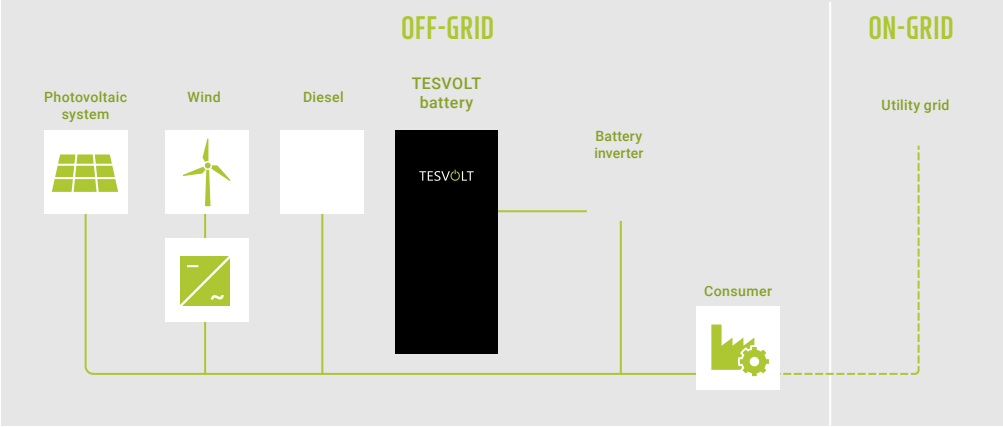 OFF-GRID
ON-GRID
Photovoltaic
system
Wind
Diesel
TESVOLT
battery
Battery
inverter
Utility grid
TESVOLT
Consumer